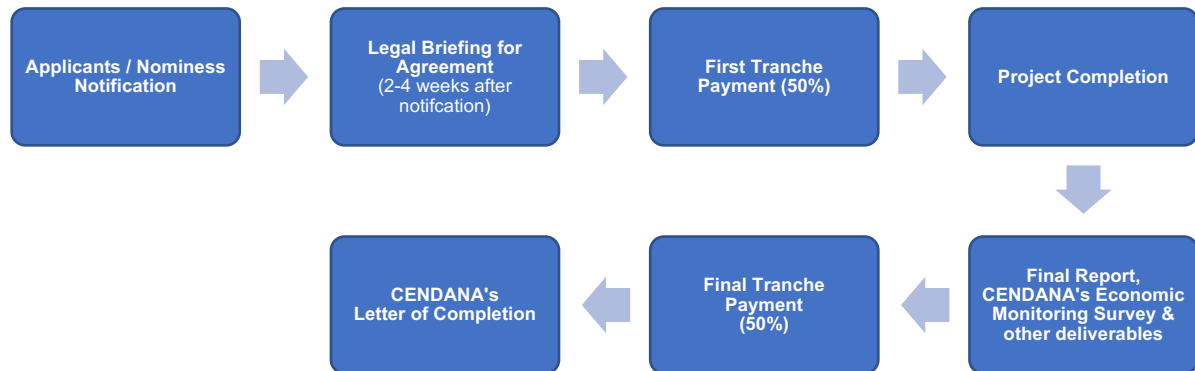 Applicants / Nominess
Notification
Legal Briefing for
Agreement
(2-4 weeks after
notifcation)
First Tranche
Payment (50%)
Project Completion
Final Report,
CENDANA's Economic
Monitoring Survey &
other deliverables
Final Tranche
Payment
(50%)
CENDANA's
Letter of Completion